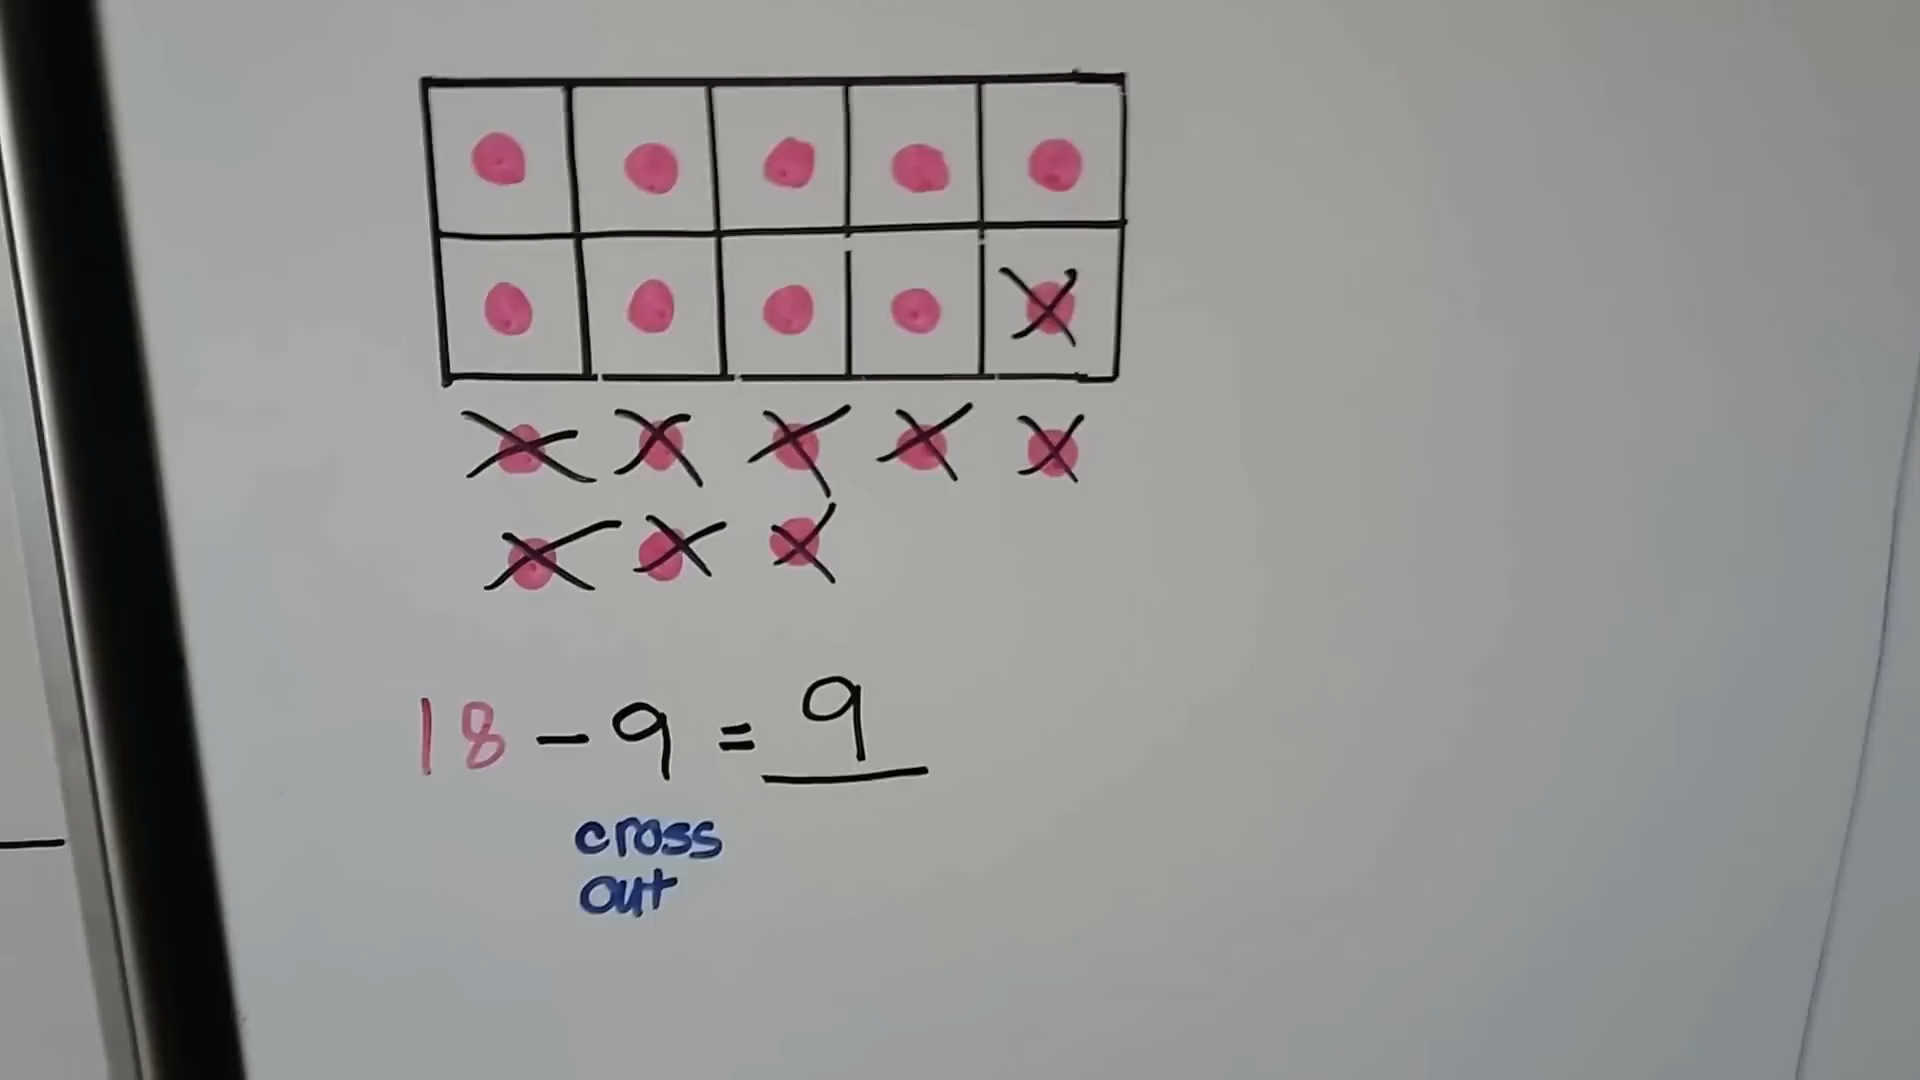 18 - 9 = 9
cross
out